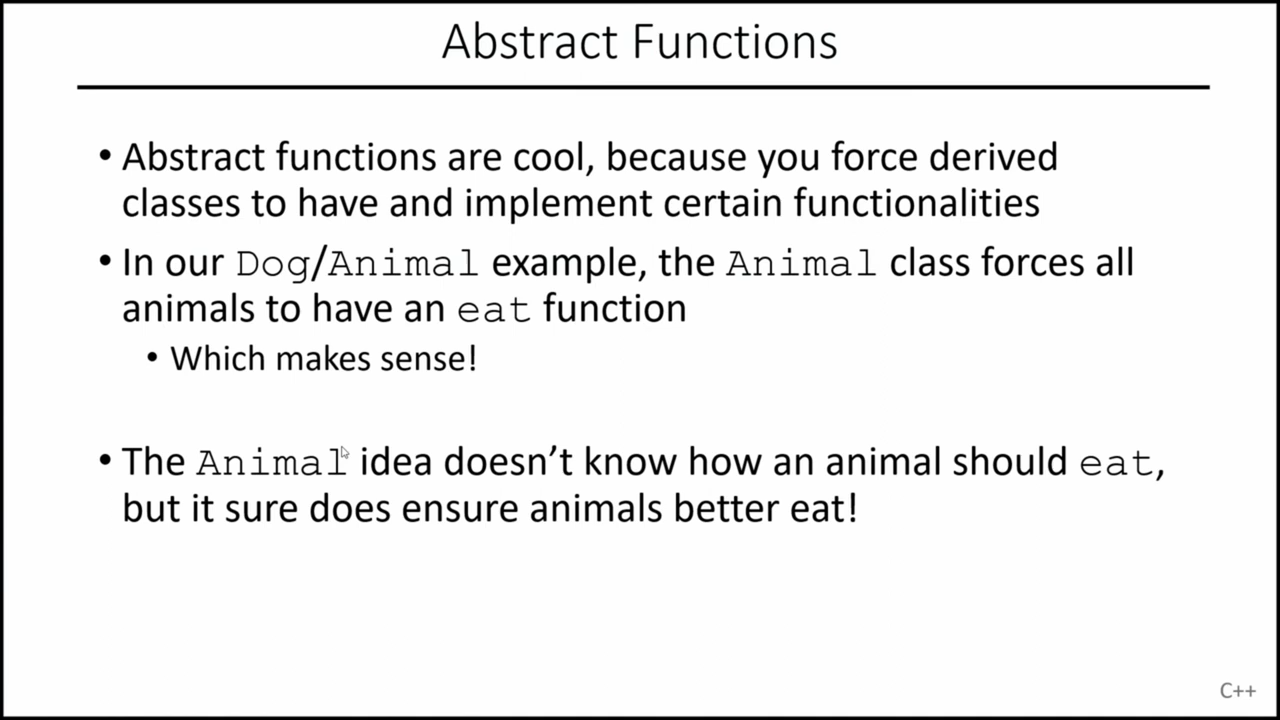 Abstract Functions
• Abstract functions are cool, because you force derived
classes to have and implement certain functionalities
• In our Dog/Animal example, the Animal class forces all
animals to have an eat function
• Which makes sense!
• The Animal idea doesn’t know how an animal should eat,
but it sure does ensure animals better eat!
C++